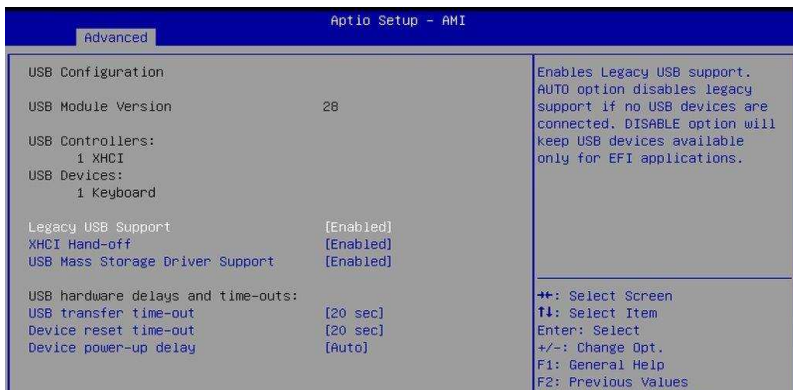 Aptio Setup - AMI
Advanced
USB Configuration
USB Module Version 28
USB Controllers:
1 XHCI
USB Devices:
1 Keyboard
Legacy USB Support [Enabled]
XHCI Hand-off [Enabled]
USB Mass Storage Driver Support [Enabled]
USB hardware delays and time-outs:
USB transfer time-out [20 sec]
Device reset time-out [20 sec]
Device power-up delay [Auto]
Enables Legacy USB support.
AUTO option disables legacy
support if no USB devices are
connected. DISABLE option will
keep USB devices available
only for EFI applications.
→←: Select Screen
↑↓: Select Item
Enter: Select
+/-: Change Opt.
F1: General Help
F2: Previous Values